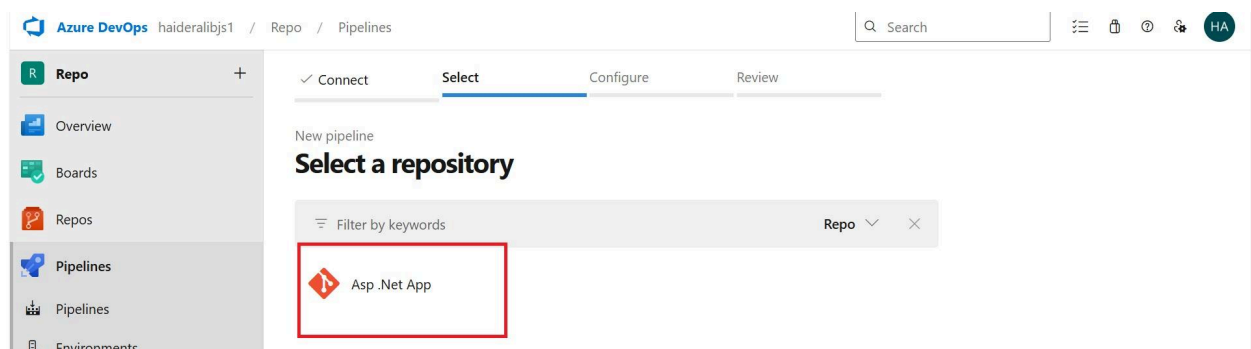 Azure DevOps haideralibjs1 / Repo / Pipelines
Search
HA
R Repo +
Connect
Select
Configure
Review
Overview
New pipeline
Select a repository
Boards
Repos
Filter by keywords
Repo
Pipelines
Asp .Net App
Pipelines
Environments